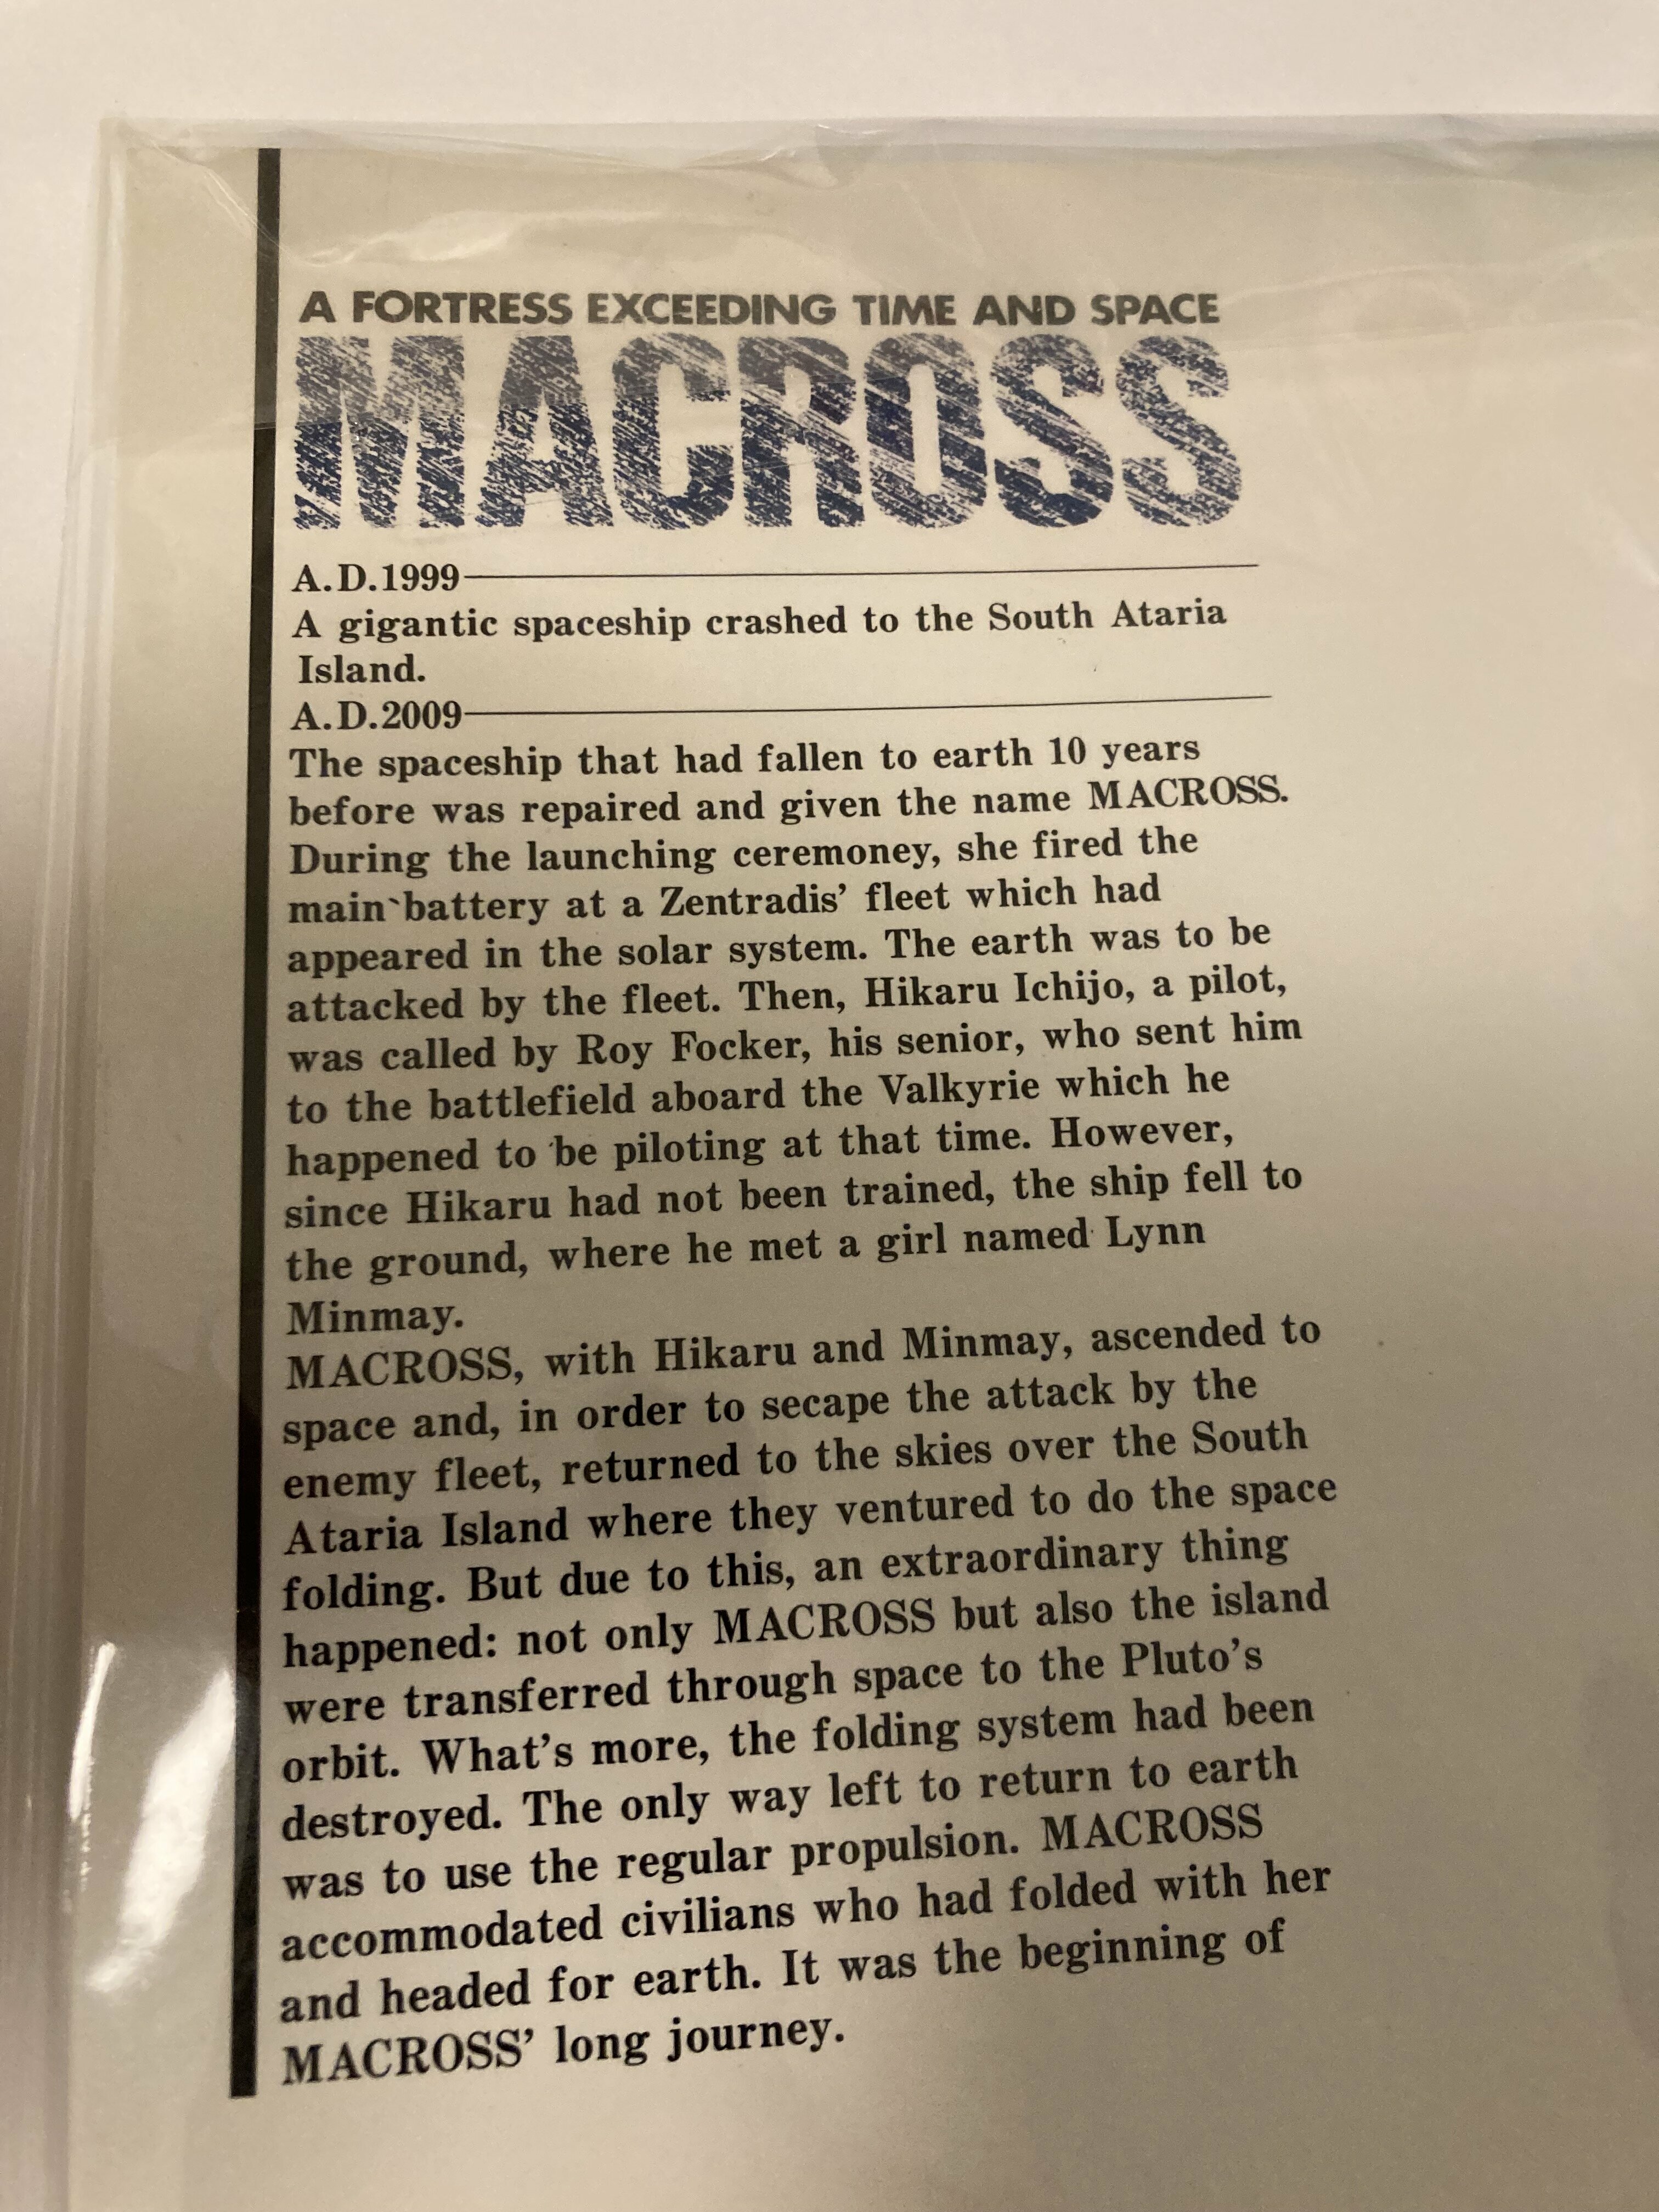 A FORTRESS EXCEEDING TIME AND SPACE
MACROSS
A.D.1999
A gigantic spaceship crashed to the South Ataria
Island.
A.D.2009
The spaceship that had fallen to earth 10 years
before was repaired and given the name MACROSS.
During the launching ceremoney, she fired the
main`battery at a Zentradis’ fleet which had
appeared in the solar system. The earth was to be
attacked by the fleet. Then, Hikaru Ichijo, a pilot,
was called by Roy Focker, his senior, who sent him
to the battlefield aboard the Valkyrie which he
happened to be piloting at that time. However,
since Hikaru had not been trained, the ship fell to
the ground, where he met a girl named Lynn
Minmay.
MACROSS, with Hikaru and Minmay, ascended to
space and, in order to secape the attack by the
enemy fleet, returned to the skies over the South
Ataria Island where they ventured to do the space
folding. But due to this, an extraordinary thing
happened: not only MACROSS but also the island
were transferred through space to the Pluto’s
orbit. What’s more, the folding system had been
destroyed. The only way left to return to earth
was to use the regular propulsion. MACROSS
accommodated civilians who had folded with her
and headed for earth. It was the beginning of
MACROSS’ long journey.